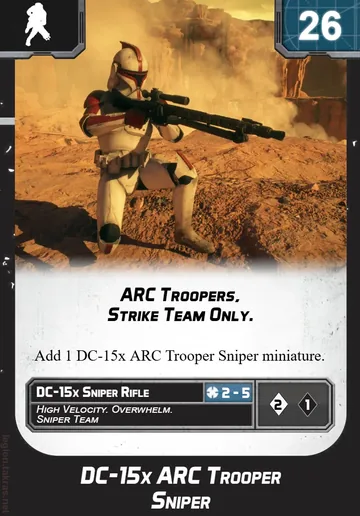 26
ARC Troopers,
Strike Team Only.
Add 1 DC-15x ARC Trooper Sniper miniature.
DC-15x Sniper Rifle 2 - 5
High Velocity. Overwhelm.
Sniper Team
2 1
DC-15x ARC Trooper
Sniper